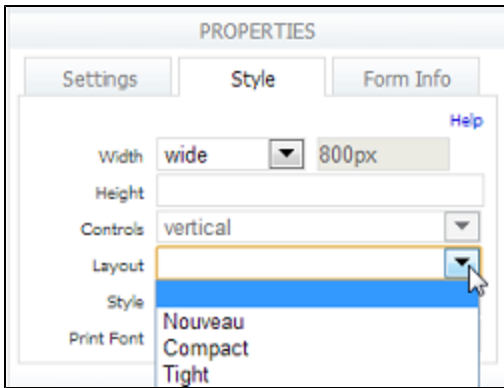 PROPERTIES
Settings Style Form Info
Help
Width wide 800px
Height
Controls vertical
Layout
Style
Nouveau
Print Font
Compact
Tight